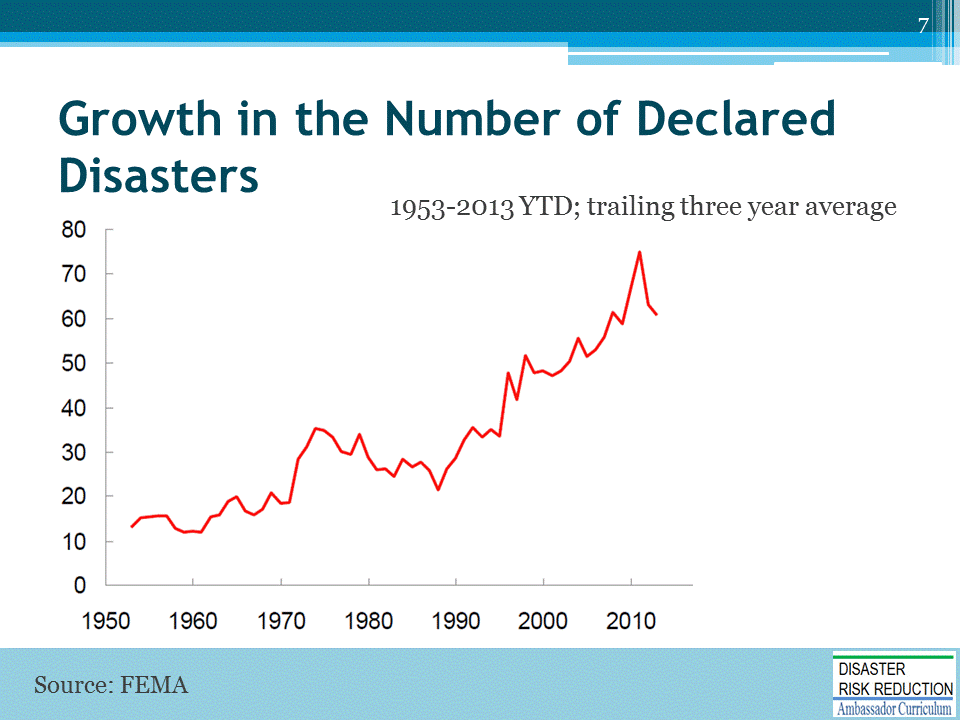 7
Growth in the Number of Declared
Disasters
1953-2013 YTD; trailing three year average
80
70
60
50
40
30
20
10
0
1950 1960 1970 1980 1990 2000 2010
Source: FEMA
DISASTER
RISK REDUCTION
Ambassador Curriculum